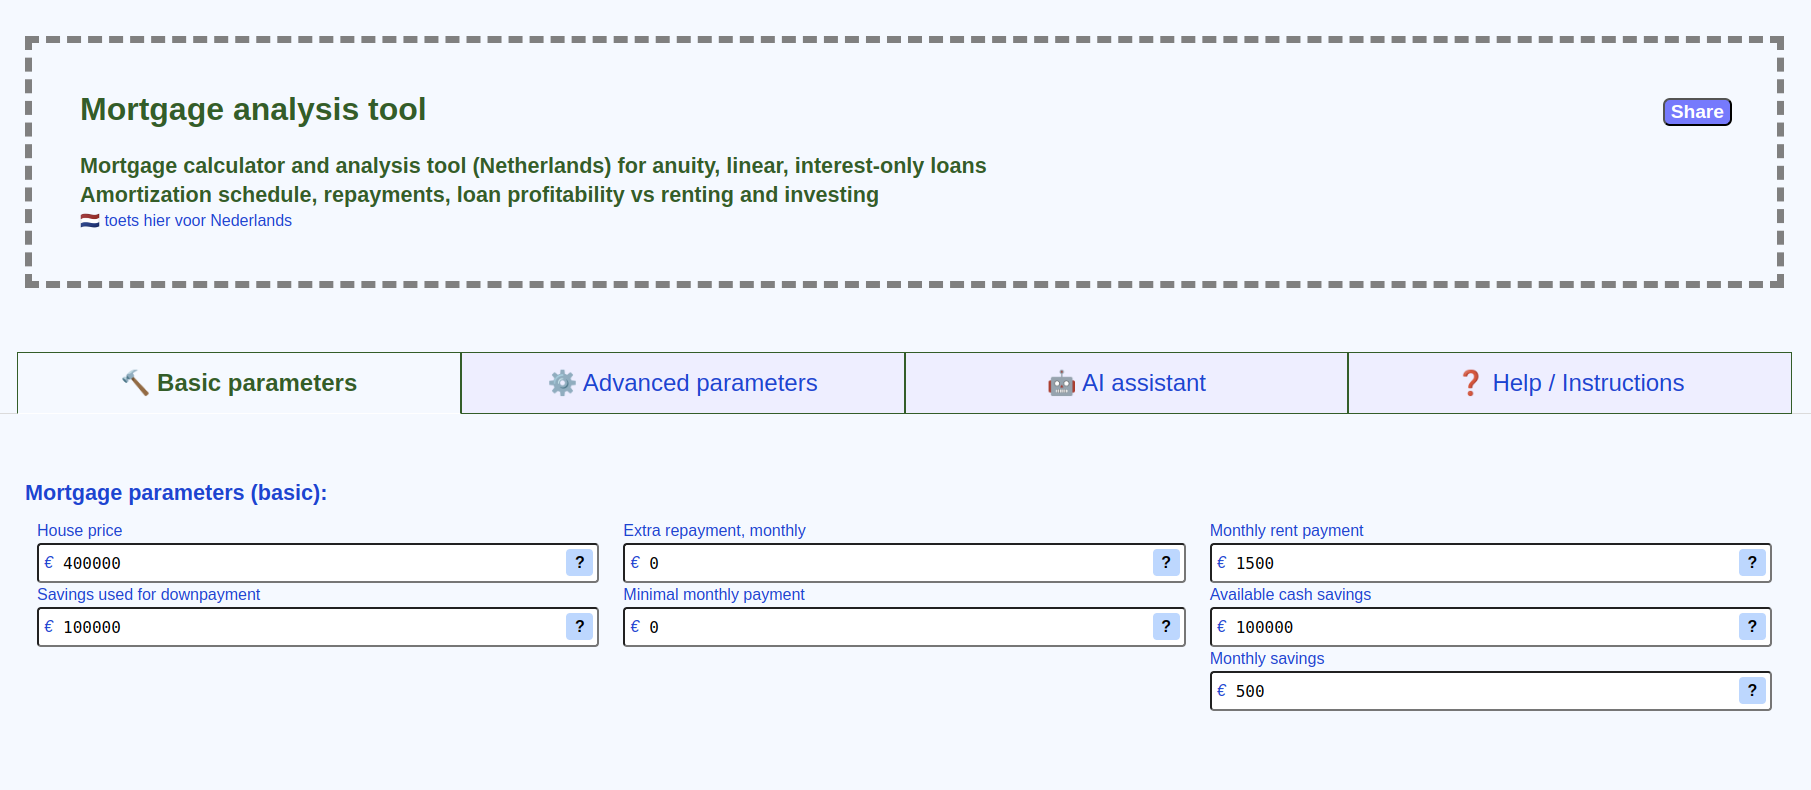 Mortgage analysis tool
Share
Mortgage calculator and analysis tool (Netherlands) for anuity, linear, interest-only loans
Amortization schedule, repayments, loan profitability vs renting and investing
🇳🇱 toets hier voor Nederlands
🔨 Basic parameters
⚙️ Advanced parameters
🤖 AI assistant
❓ Help / Instructions
Mortgage parameters (basic):
House price
€ 400000 ?
Savings used for downpayment
€ 100000 ?
Extra repayment, monthly
€ 0 ?
Minimal monthly payment
€ 0 ?
Monthly rent payment
€ 1500 ?
Available cash savings
€ 100000 ?
Monthly savings
€ 500 ?